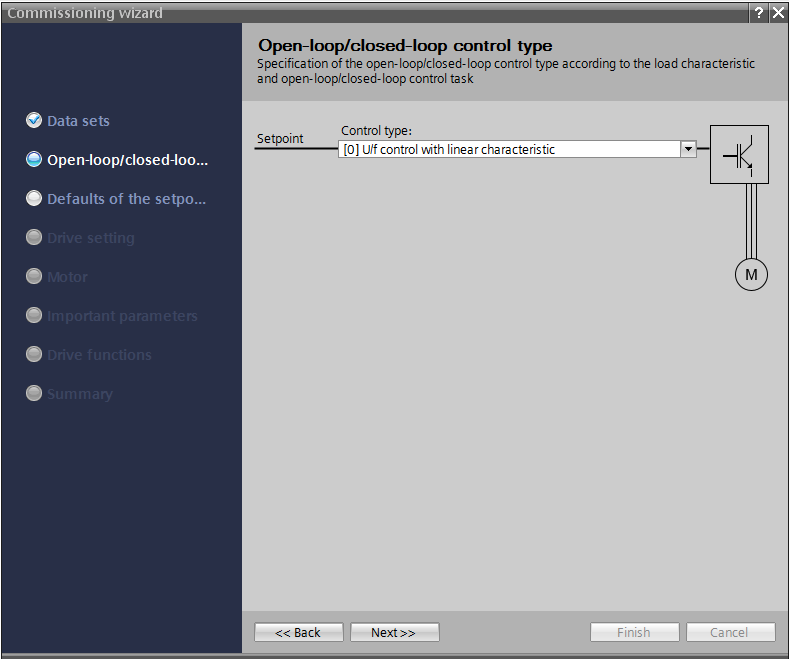 Commissioning Wizard
?
Open-loop/closed-loop control type
Specification of the open-loop/closed-loop control type according to the load characteristic
and open-loop/closed-loop control task
Data sets
Open-loop/closed-loo...
Defaults of the setpo...
Drive setting
Motor
Important parameters
Drive functions
Summary
Setpoint
Control type:
[0] U/f control with linear characteristic
M
<< Back
Next >>
Finish
Cancel